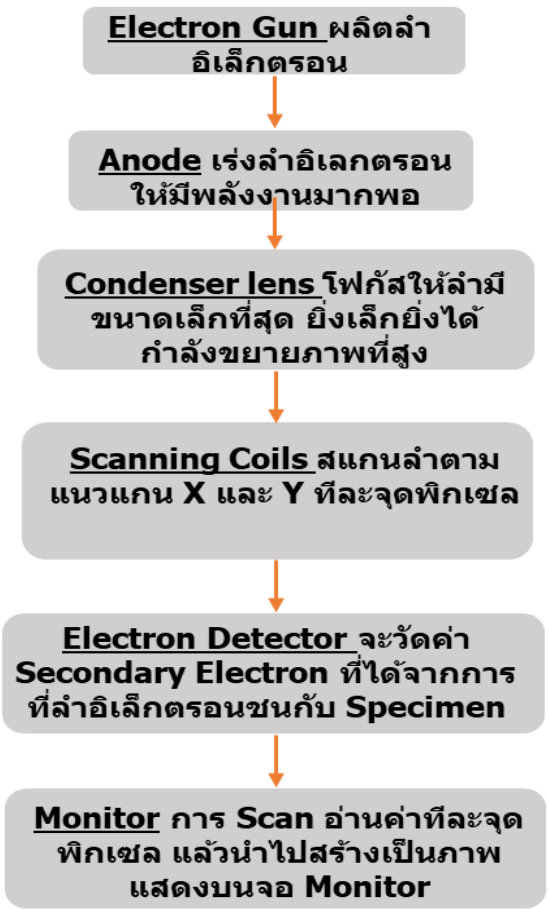 Electron Gun ผลิตลำ
อิเล็กตรอน
Anode เร่งลำอิเลกตรอน
ให้มีพลังงานมากพอ
Condenser lens โฟกัสให้ลำมี
ขนาดเล็กที่สุด ยิ่งเล็กยิ่งได้
กำลังขยายภาพที่สูง
Scanning Coils สแกนลำตาม
แนวแกน X และ Y ทีละจุดพิกเซล
Electron Detector จะวัดค่า
Secondary Electron ที่ได้จากการ
ที่ลำอิเล็กตรอนชนกับ Specimen
Monitor การ Scan อ่านค่าทีละจุด
พิกเซล แล้วนำไปสร้างเป็นภาพ
แสดงบนจอ Monitor